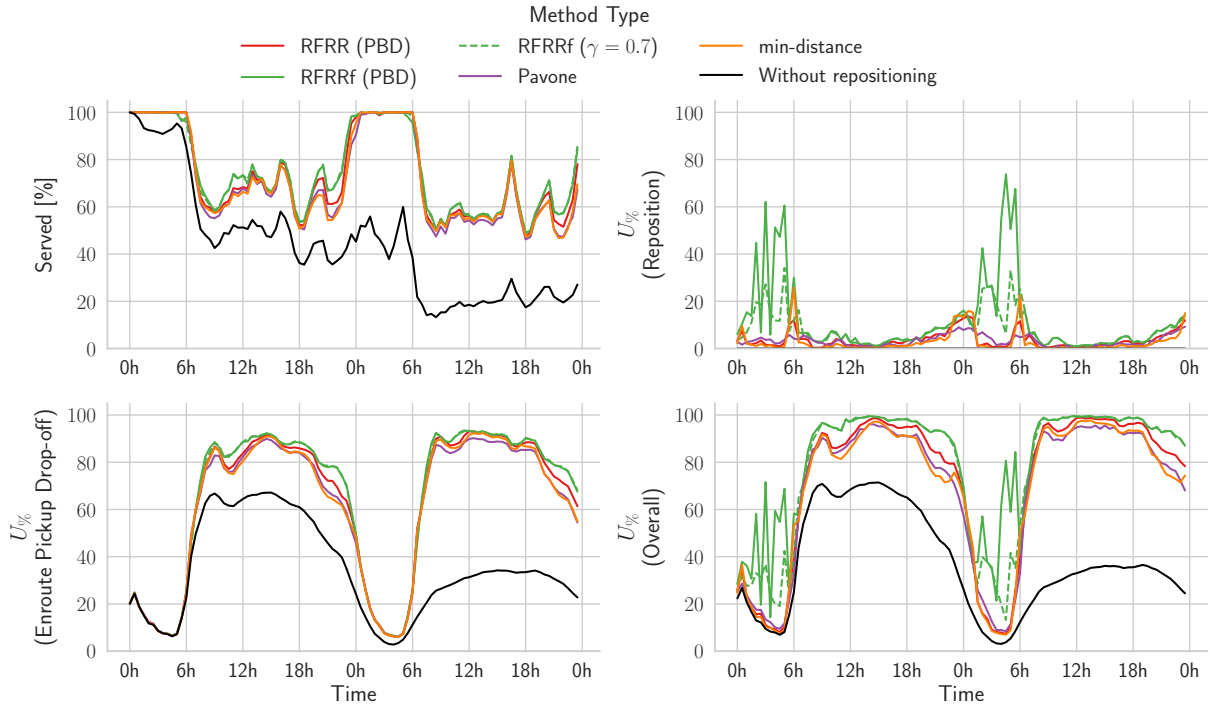 Method Type
RFRR (PBD)
RFRRf (γ = 0.7)
min-distance
RFRRf (PBD)
Pavone
Without repositioning
Served [%]
100
80
60
40
20
0
0h 6h 12h 18h 0h 6h 12h 18h 0h
U%
(Reposition)
100
80
60
40
20
0
0h 6h 12h 18h 0h 6h 12h 18h 0h
U%
(Enroute Pickup Drop-off)
100
80
60
40
20
0
0h 6h 12h 18h 0h 6h 12h 18h 0h
Time
U%
(Overall)
100
80
60
40
20
0
0h 6h 12h 18h 0h 6h 12h 18h 0h
Time